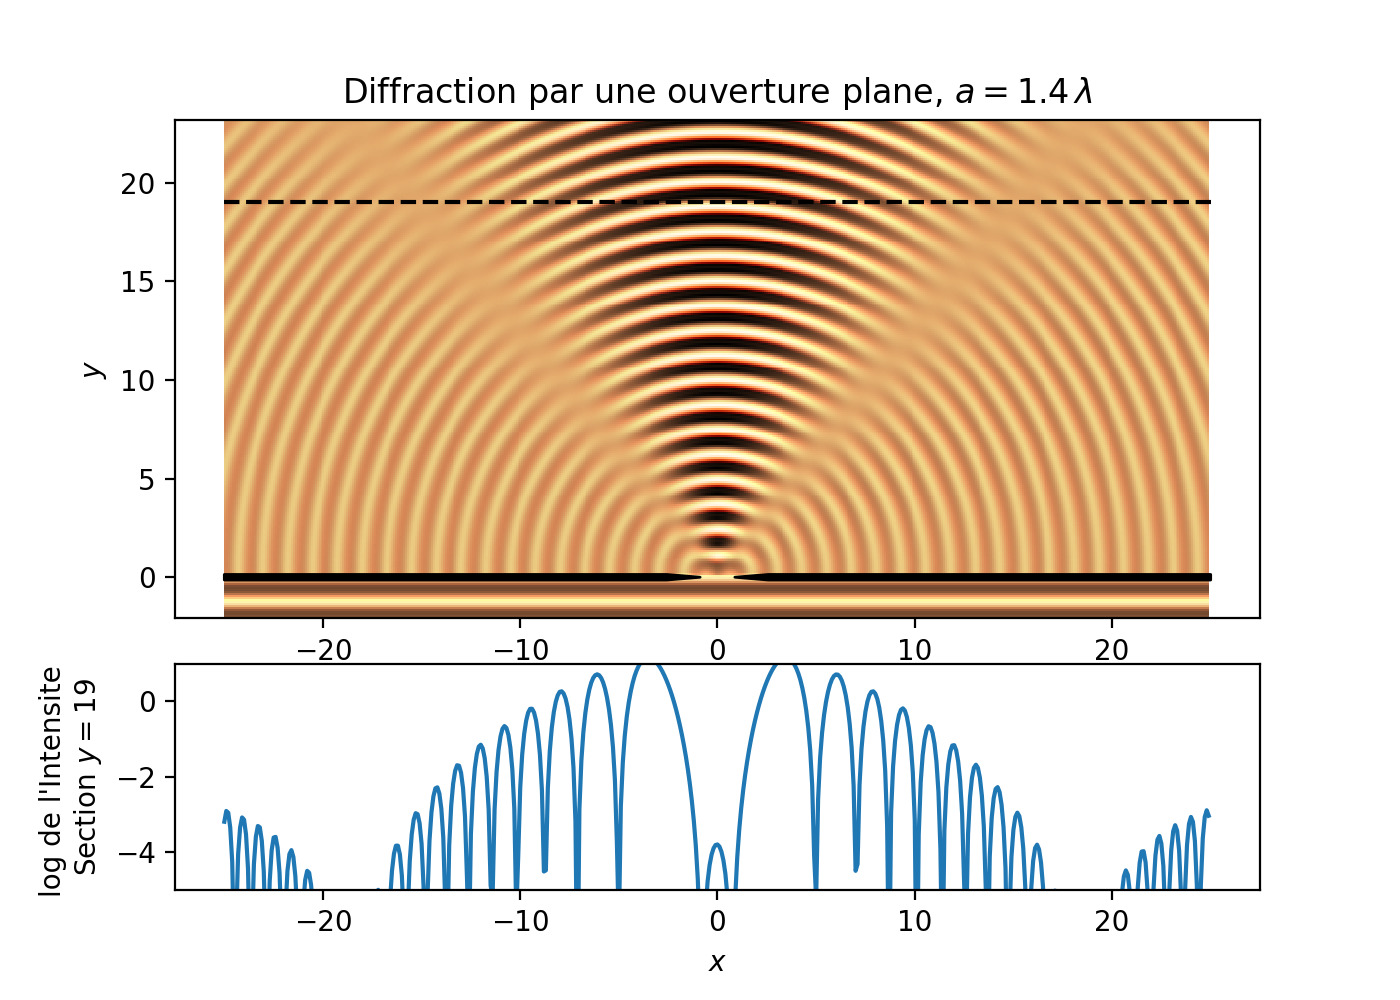 Diffraction par une ouverture plane, a = 1.4 λ
y
20
15
10
5
0
−20 −10 0 10 20
log de l'Intensite
Section y = 19
0
−2
−4
−20 −10 0 10 20
x